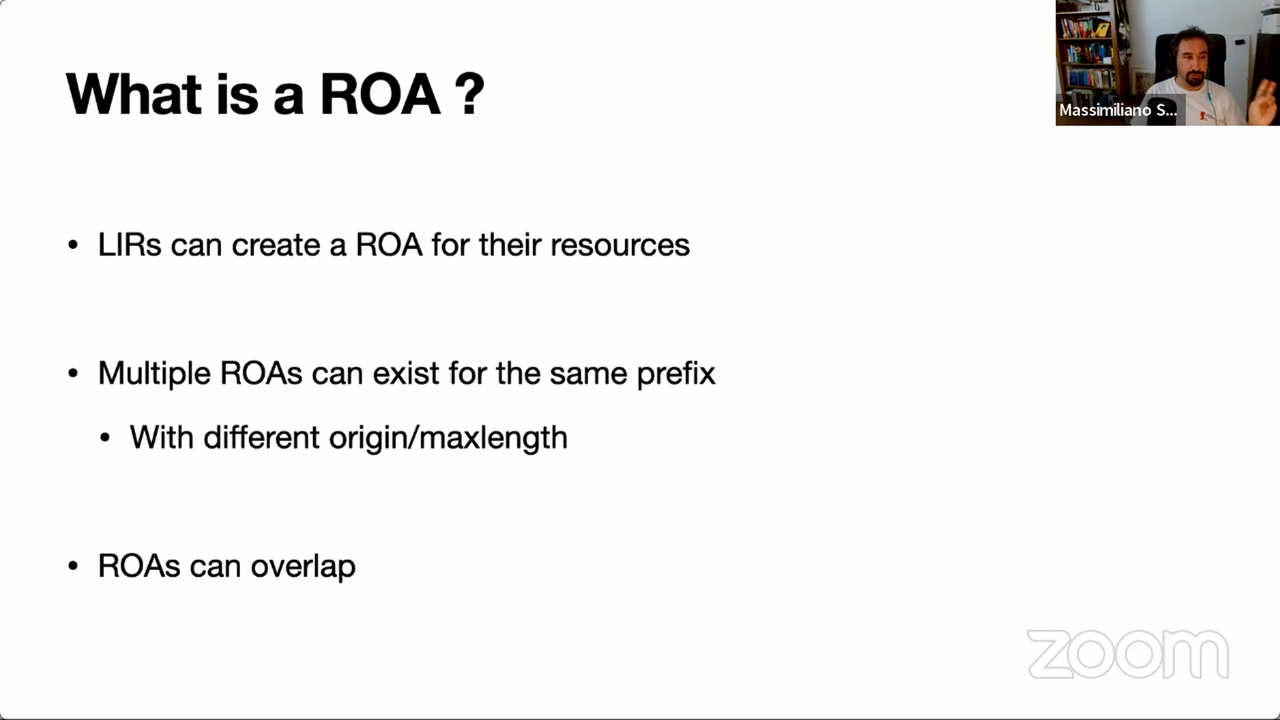 What is a ROA ?
Massimiliano S...
• LIRs can create a ROA for their resources
• Multiple ROAs can exist for the same prefix
• With different origin/maxlength
• ROAs can overlap
zoom